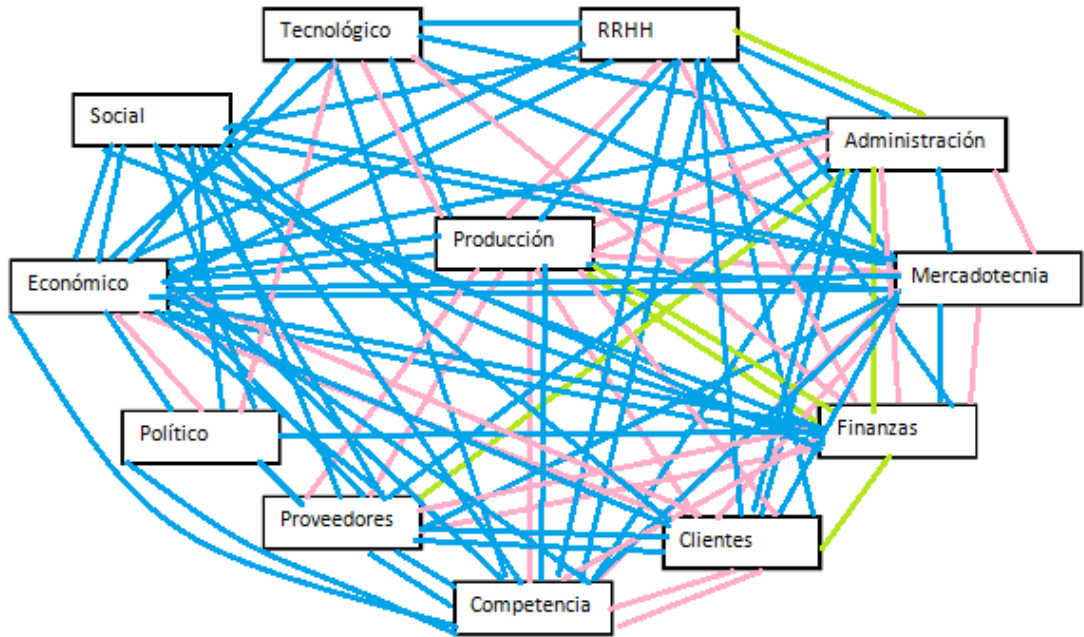 Tecnológico
RRHH
Social
Administración
Producción
Económico
Mercadotecnia
Político
Finanzas
Proveedores
Clientes
Competencia